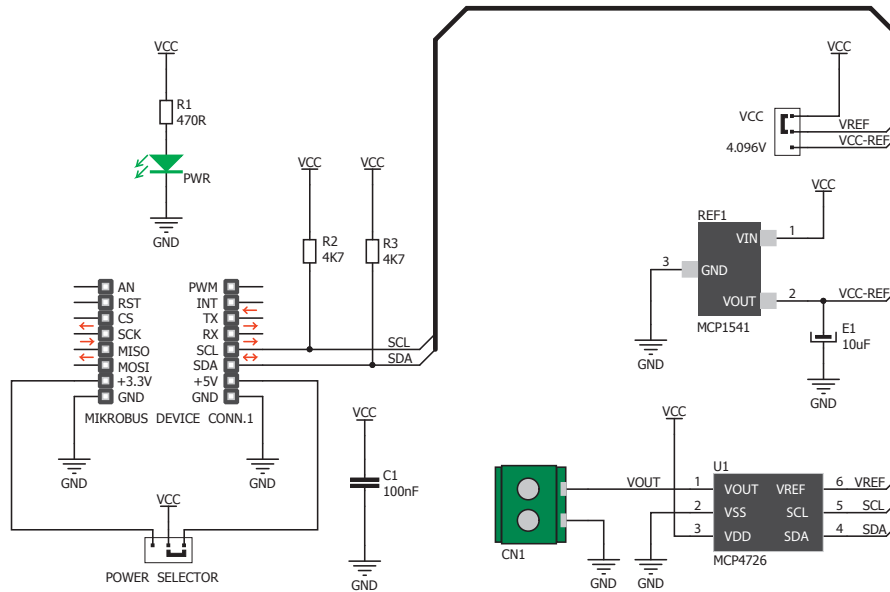 VCC
R1
470R
PWR
GND
VCC
R2
4K7
VCC
R3
4K7
AN
RST
CS
SCK
MISO
MOSI
+3.3V
GND
PWM
INT
TX
RX
SCL
SDA
+5V
GND
SCL
SDA
MIKROBUS DEVICE CONN.1
GND
GND
VCC
POWER SELECTOR
VCC
C1
100nF
GND
VCC
VCC
VREF
4.096V
VCC-REF
REF1
VCC
VIN
1
3
GND
VOUT
2
VCC-REF
MCP1541
GND
E1
10uF
GND
VCC
U1
VOUT
1
VOUT
VREF
6
VREF
2
VSS
SCL
5
SCL
3
VDD
SDA
4
SDA
CN1
GND
GND
MCP4726